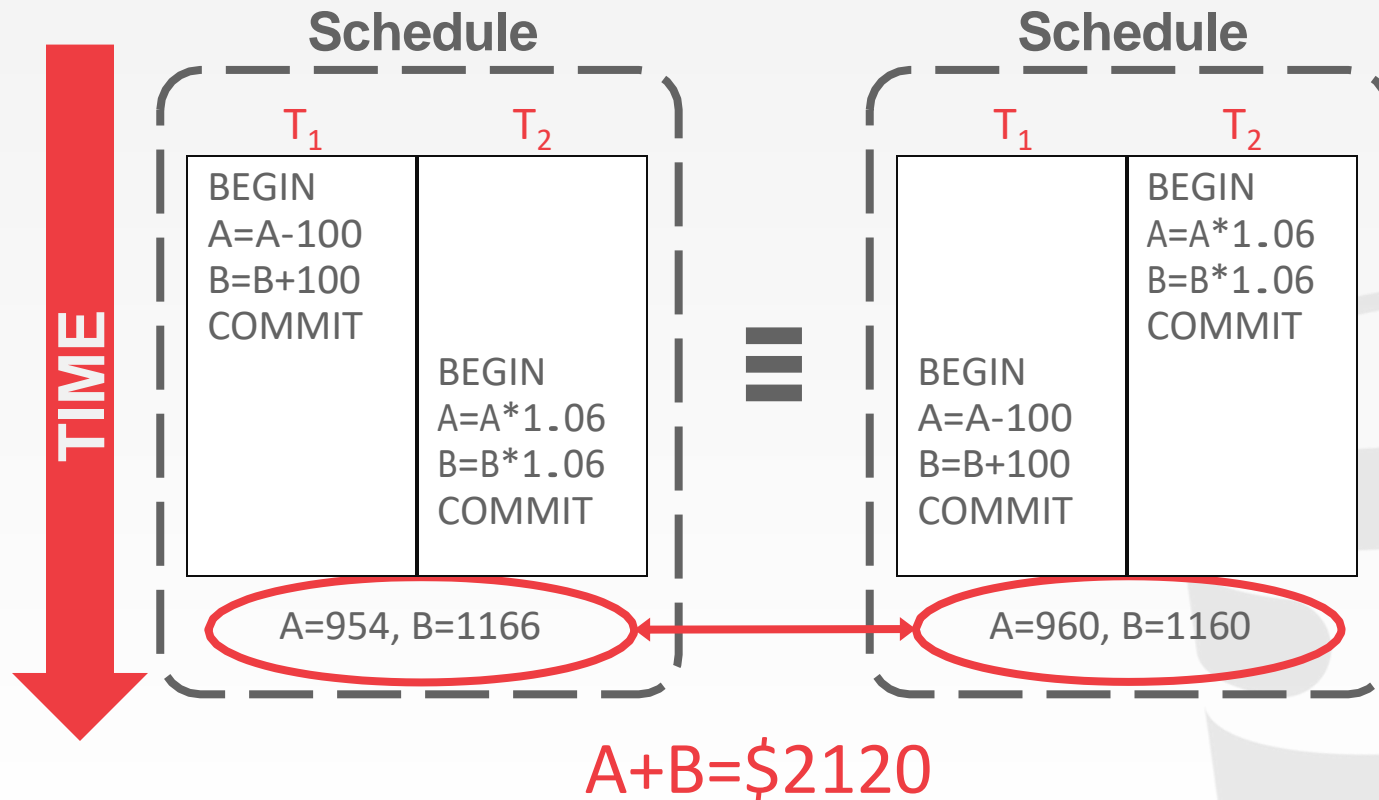 Schedule
Schedule
TIME
T₁
T₂
BEGIN
A=A-100
B=B+100
COMMIT
BEGIN
A=A*1.06
B=B*1.06
COMMIT
A=954, B=1166
≡
T₁
T₂
BEGIN
A=A*1.06
B=B*1.06
COMMIT
BEGIN
A=A-100
B=B+100
COMMIT
A=960, B=1160
A+B=$2120